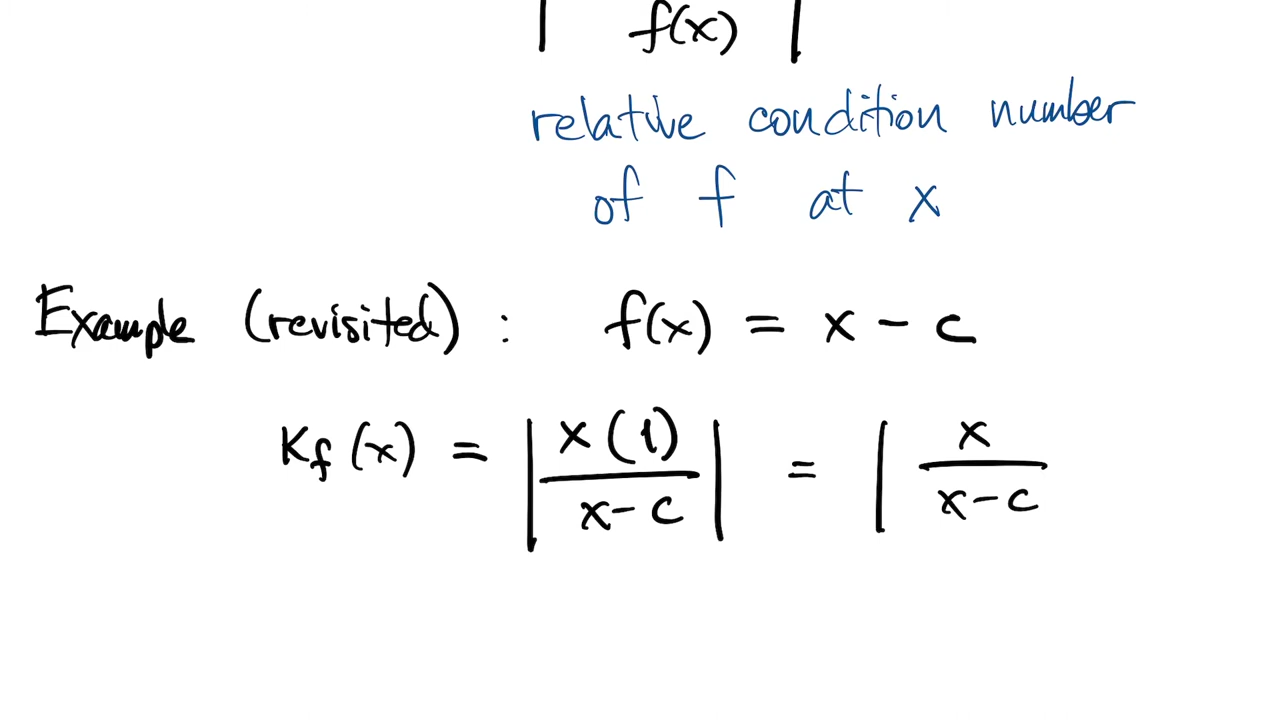 | f(x) |
relative condition number
of f at x
Example (revisited) : f(x) = x - c
Kf(x) = | x(1) / x-c | = | x / x-c